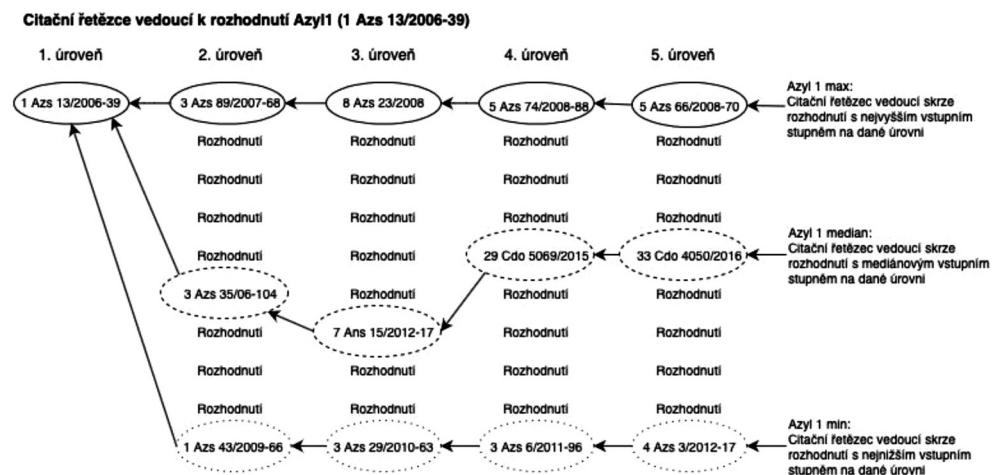 Citační řetězce vedoucí k rozhodnutí Azyl1 (1 Azs 13/2006-39)
1. úroveň 2. úroveň 3. úroveň 4. úroveň 5. úroveň
1 Azs 13/2006-39 3 Azs 89/2007-68 8 Azs 23/2008 5 Azs 74/2008-88 5 Azs 66/2008-70
Azyl 1 max:
Citační řetězec vedoucí skrze
rozhodnutí s nejvyšším vstupním
stupněm na dané úrovni
Rozhodnutí Rozhodnutí Rozhodnutí Rozhodnutí
Rozhodnutí Rozhodnutí Rozhodnutí Rozhodnutí
Rozhodnutí Rozhodnutí Rozhodnutí Rozhodnutí
Rozhodnutí Rozhodnutí 29 Cdo 5069/2015 33 Cdo 4050/2016
Azyl 1 median:
Citační řetězec vedoucí skrze
rozhodnutí s mediánovým vstupním
stupněm na dané úrovni
3 Azs 35/06-104 Rozhodnutí Rozhodnutí Rozhodnutí
Rozhodnutí 7 Ans 15/2012-17 Rozhodnutí Rozhodnutí
Rozhodnutí Rozhodnutí Rozhodnutí Rozhodnutí
Rozhodnutí Rozhodnutí Rozhodnutí Rozhodnutí
1 Azs 43/2009-66 3 Azs 29/2010-63 3 Azs 6/2011-96 4 Azs 3/2012-17
Azyl 1 min:
Citační řetězec vedoucí skrze
rozhodnutí s nejnižším vstupním
stupněm na dané úrovni